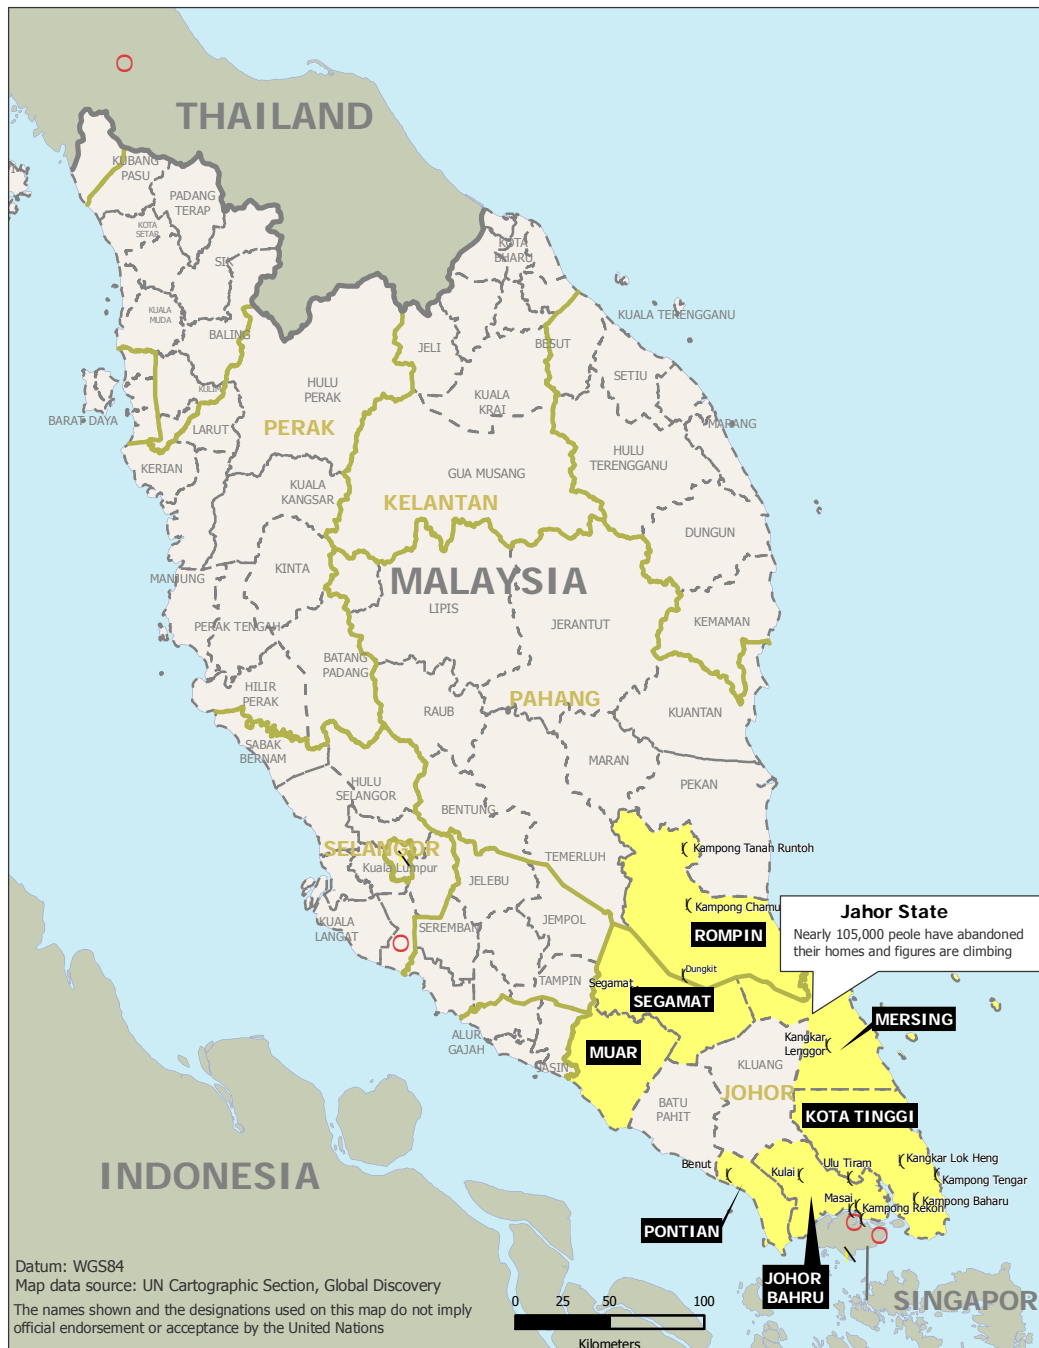 THAILAND
KUBANG
PASU
PADANG
TERAP
KOTA
SETAR
SIK
KOTA
BHARU
KUALA
MUDA
KUALA TERENGGANU
BALING
JELI
BESUT
HULU
PERAK
SETIU
KULIM
KUALA
KRAI
BARAT DAYA
LARUT
PERAK
MARANG
HULU
TERENGGANU
KERIAN
GUA MUSANG
KUALA
KANGSAR
KELANTAN
DUNGUN
KINTA
MANJUNG
MALAYSIA
LIPIS
JERANTUT
KEMAMAN
PERAK TENGAH
BATANG
PADANG
HILIR
PERAK
PAHANG
RAUB
KUANTAN
SABAK
BERNAM
MARAN
HULU
SELANGOR
PEKAN
BENTUNG
SELANGOR
Kuala Lumpur
TEMERLUH
Kampong Tanah Runtoh
JELEBU
Kampong Chamu
KUALA
LANGAT
SEREMBAN
JEMPOL
ROMPIN
Jahor State
Nearly 105,000 peole have abandoned
their homes and figures are climbing
TAMPIN
Segamat
Dungkit
SEGAMAT
MERSING
ALUR
GAJAH
JASIN
MUAR
Kangkar
Lenggor
KLUANG
JOHOR
BATU
PAHIT
KOTA TINGGI
INDONESIA
Benut
Kulai
Ulu Tiram
Kangkar Lok Heng
Kampong Tengar
Masai
Kampong Rekoh
Kampong Baharu
PONTIAN
JOHOR
BAHRU
SINGAPOR
Datum: WGS84
Map data source: UN Cartographic Section, Global Discovery
The names shown and the designations used on this map do not imply
official endorsement or acceptance by the United Nations
0 25 50 100
Kilometers